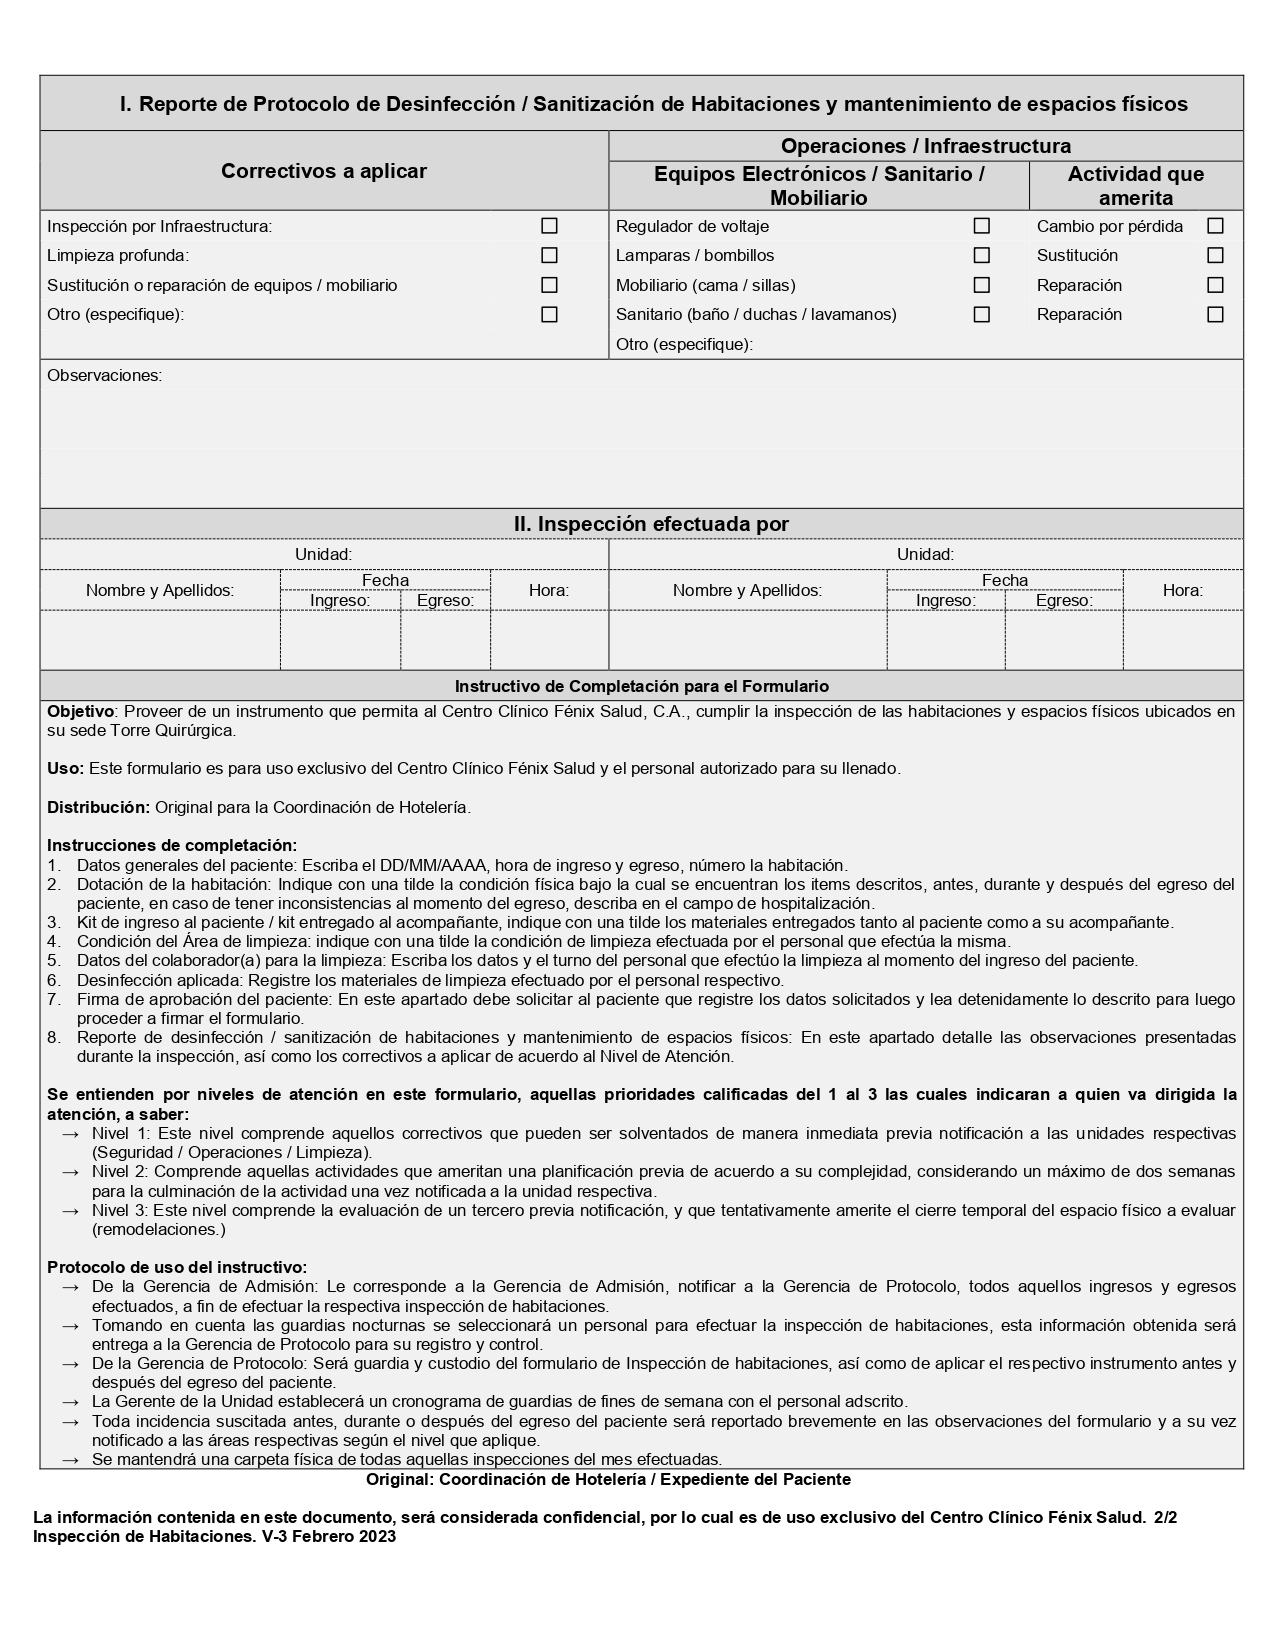 I. Reporte de Protocolo de Desinfección / Sanitización de Habitaciones y mantenimiento de espacios físicos
Correctivos a aplicar
Operaciones / Infraestructura
Equipos Electrónicos / Sanitario /
Mobiliario
Actividad que
amerita
Inspección por Infraestructura: ☐ Regulador de voltaje ☐ Cambio por pérdida ☐
Limpieza profunda: ☐ Lamparas / bombillos ☐ Sustitución ☐
Sustitución o reparación de equipos / mobiliario ☐ Mobiliario (cama / sillas) ☐ Reparación ☐
Otro (especifique): ☐ Sanitario (baño / duchas / lavamanos) ☐ Reparación ☐
Otro (especifique):
Observaciones:
II. Inspección efectuada por
Unidad: Unidad:
Nombre y Apellidos: Fecha Hora: Nombre y Apellidos: Fecha Hora:
Ingreso: Egreso: Ingreso: Egreso:
Instructivo de Completación para el Formulario
Objetivo: Proveer de un instrumento que permita al Centro Clínico Fénix Salud, C.A., cumplir la inspección de las habitaciones y espacios físicos ubicados en
su sede Torre Quirúrgica.
Uso: Este formulario es para uso exclusivo del Centro Clínico Fénix Salud y el personal autorizado para su llenado.
Distribución: Original para la Coordinación de Hotelería.
Instrucciones de completación:
1. Datos generales del paciente: Escriba el DD/MM/AAAA, hora de ingreso y egreso, número la habitación.
2. Dotación de la habitación: Indique con una tilde la condición física bajo la cual se encuentran los items descritos, antes, durante y después del egreso del
paciente, en caso de tener inconsistencias al momento del egreso, describa en el campo de hospitalización.
3. Kit de ingreso al paciente / kit entregado al acompañante, indique con una tilde los materiales entregados tanto al paciente como a su acompañante.
4. Condición del Área de limpieza: indique con una tilde la condición de limpieza efectuada por el personal que efectúa la misma.
5. Datos del colaborador(a) para la limpieza: Escriba los datos y el turno del personal que efectúo la limpieza al momento del ingreso del paciente.
6. Desinfección aplicada: Registre los materiales de limpieza efectuado por el personal respectivo.
7. Firma de aprobación del paciente: En este apartado debe solicitar al paciente que registre los datos solicitados y lea detenidamente lo descrito para luego
proceder a firmar el formulario.
8. Reporte de desinfección / sanitización de habitaciones y mantenimiento de espacios físicos: En este apartado detalle las observaciones presentadas
durante la inspección, así como los correctivos a aplicar de acuerdo al Nivel de Atención.
Se entienden por niveles de atención en este formulario, aquellas prioridades calificadas del 1 al 3 las cuales indicaran a quien va dirigida la
atención, a saber:
→ Nivel 1: Este nivel comprende aquellos correctivos que pueden ser solventados de manera inmediata previa notificación a las unidades respectivas
(Seguridad / Operaciones / Limpieza).
→ Nivel 2: Comprende aquellas actividades que ameritan una planificación previa de acuerdo a su complejidad, considerando un máximo de dos semanas
para la culminación de la actividad una vez notificada a la unidad respectiva.
→ Nivel 3: Este nivel comprende la evaluación de un tercero previa notificación, y que tentativamente amerite el cierre temporal del espacio físico a evaluar
(remodelaciones.)
Protocolo de uso del instructivo:
→ De la Gerencia de Admisión: Le corresponde a la Gerencia de Admisión, notificar a la Gerencia de Protocolo, todos aquellos ingresos y egresos
efectuados, a fin de efectuar la respectiva inspección de habitaciones.
→ Tomando en cuenta las guardias nocturnas se seleccionará un personal para efectuar la inspección de habitaciones, esta información obtenida será
entrega a la Gerencia de Protocolo para su registro y control.
→ De la Gerencia de Protocolo: Será guardia y custodio del formulario de Inspección de habitaciones, así como de aplicar el respectivo instrumento antes y
después del egreso del paciente.
→ La Gerente de la Unidad establecerá un cronograma de guardias de fines de semana con el personal adscrito.
→ Toda incidencia suscitada antes, durante o después del egreso del paciente será reportado brevemente en las observaciones del formulario y a su vez
notificado a las áreas respectivas según el nivel que aplique.
→ Se mantendrá una carpeta física de todas aquellas inspecciones del mes efectuadas.
Original: Coordinación de Hotelería / Expediente del Paciente
La información contenida en este documento, será considerada confidencial, por lo cual es de uso exclusivo del Centro Clínico Fénix Salud. 2/2
Inspección de Habitaciones. V-3 Febrero 2023